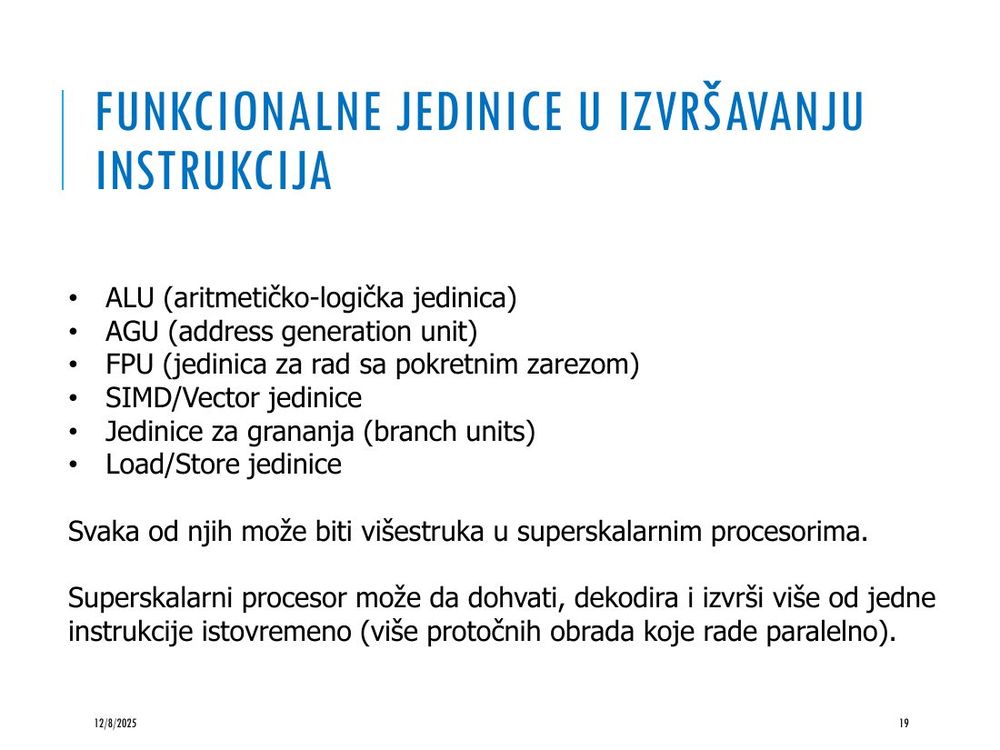 FUNKCIONALNE JEDINICE U IZVRŠAVANJU
INSTRUKCIJA
• ALU (aritmetičko-logička jedinica)
• AGU (address generation unit)
• FPU (jedinica za rad sa pokretnim zarezom)
• SIMD/Vector jedinice
• Jedinice za grananja (branch units)
• Load/Store jedinice
Svaka od njih može biti višestruka u superskalarnim procesorima.
Superskalarni procesor može da dohvati, dekodira i izvrši više od jedne
instrukcije istovremeno (više protočnih obrada koje rade paralelno).
12/8/2025
19